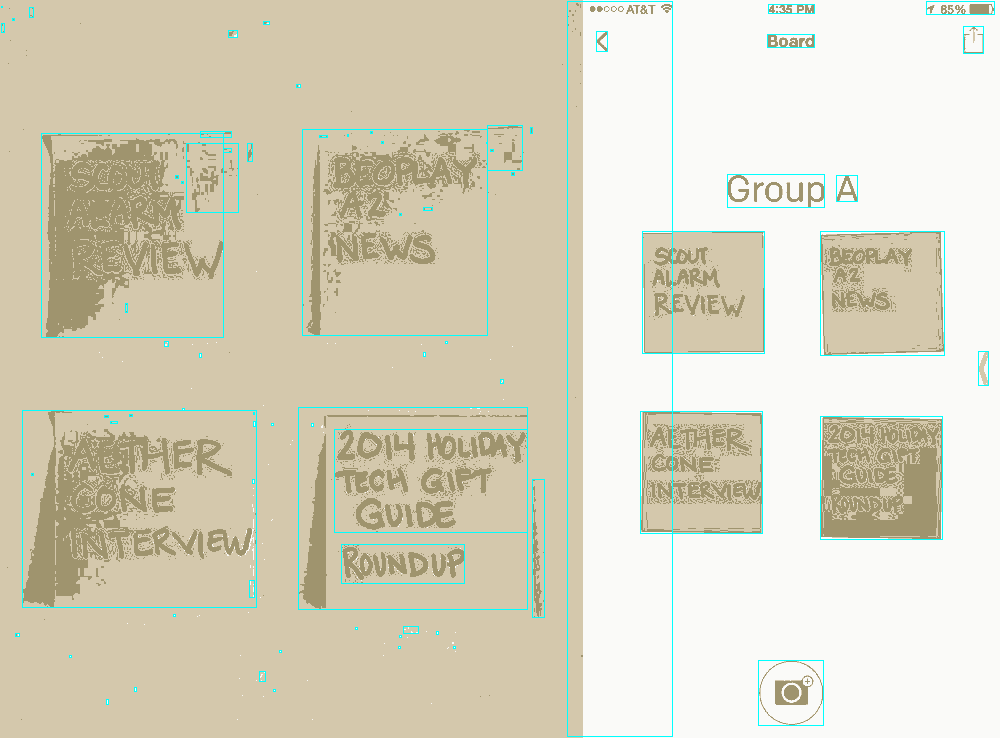 SCOUT
ALARM
REVIEW
BEOPLAY
A2
NEWS
AETHER
CONE
INTERVIEW
2014 HOLIDAY
TECH GIFT
GUIDE
ROUNDUP
AT&T 4:35 PM 85%
Board
Group A
SCOUT
ALARM
REVIEW
BEOPLAY
A2
NEWS
AETHER
CONE
INTERVIEW
2014 HOLIDAY
TECH GIFT
GUIDE
ROUNDUP